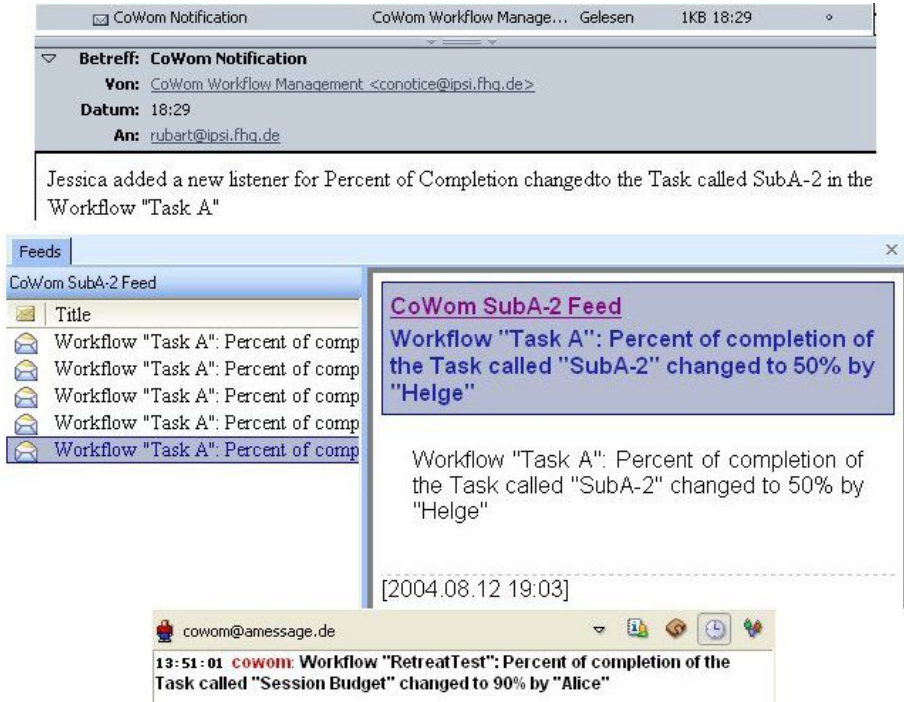 CoWom Notification CoWom Workflow Manage... Gelesen 1KB 18:29
Betreff: CoWom Notification
Von: CoWom Workflow Management <conotice@ipsi.fhg.de>
Datum: 18:29
An: rubart@ipsi.fhg.de
Jessica added a new listener for Percent of Completion changedto the Task called SubA-2 in the
Workflow "Task A"
Feeds
CoWom SubA-2 Feed
Title
Workflow "Task A": Percent of comp
Workflow "Task A": Percent of comp
Workflow "Task A": Percent of comp
Workflow "Task A": Percent of comp
Workflow "Task A": Percent of comp
CoWom SubA-2 Feed
Workflow "Task A": Percent of completion of
the Task called "SubA-2" changed to 50% by
"Helge"
Workflow "Task A": Percent of completion of
the Task called "SubA-2" changed to 50% by
"Helge"
[2004.08.12 19:03]
cowom@amessage.de
13:51:01 cowom: Workflow "RetreatTest": Percent of completion of the
Task called "Session Budget" changed to 90% by "Alice"